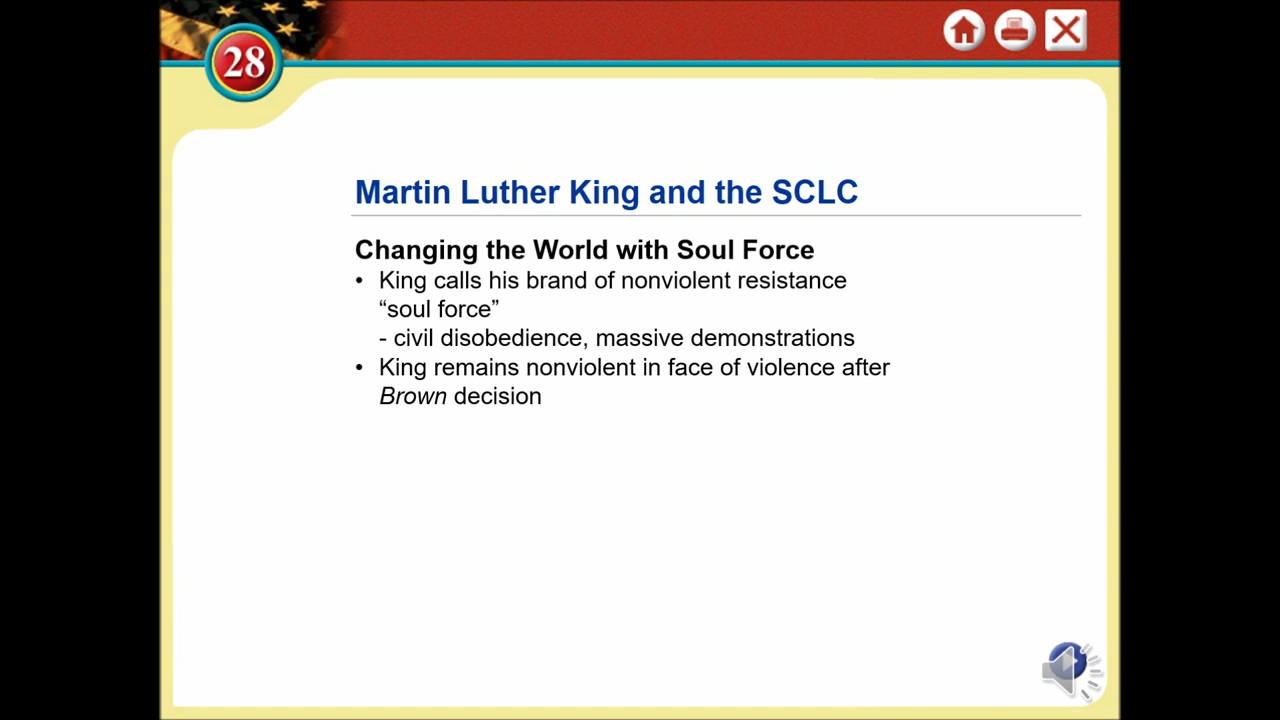 28
Martin Luther King and the SCLC
Changing the World with Soul Force
• King calls his brand of nonviolent resistance
“soul force”
- civil disobedience, massive demonstrations
• King remains nonviolent in face of violence after
Brown decision